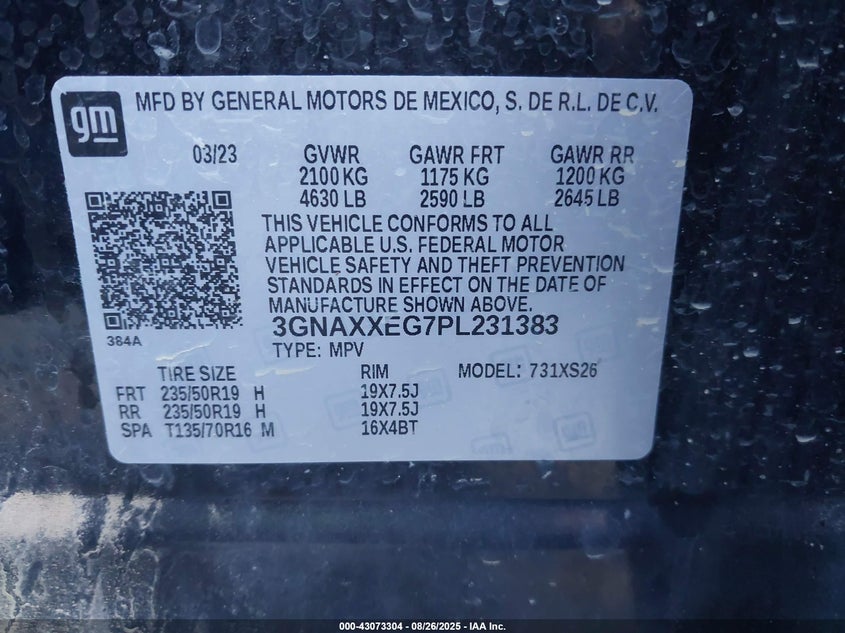 gm
MFD BY GENERAL MOTORS DE MEXICO, S. DE R.L. DE C.V.
03/23 GVWR GAWR FRT GAWR RR
2100 KG 1175 KG 1200 KG
4630 LB 2590 LB 2645 LB
THIS VEHICLE CONFORMS TO ALL
APPLICABLE U.S. FEDERAL MOTOR
VEHICLE SAFETY AND THEFT PREVENTION
STANDARDS IN EFFECT ON THE DATE OF
MANUFACTURE SHOWN ABOVE.
3GNAXXEG7PL231383
384A
TYPE: MPV
TIRE SIZE RIM MODEL: 731XS26
FRT 235/50R19 H 19X7.5J
RR 235/50R19 H 19X7.5J
SPA T135/70R16 M 16X4BT
000-43073304 - 08/26/2025 - IAA Inc.